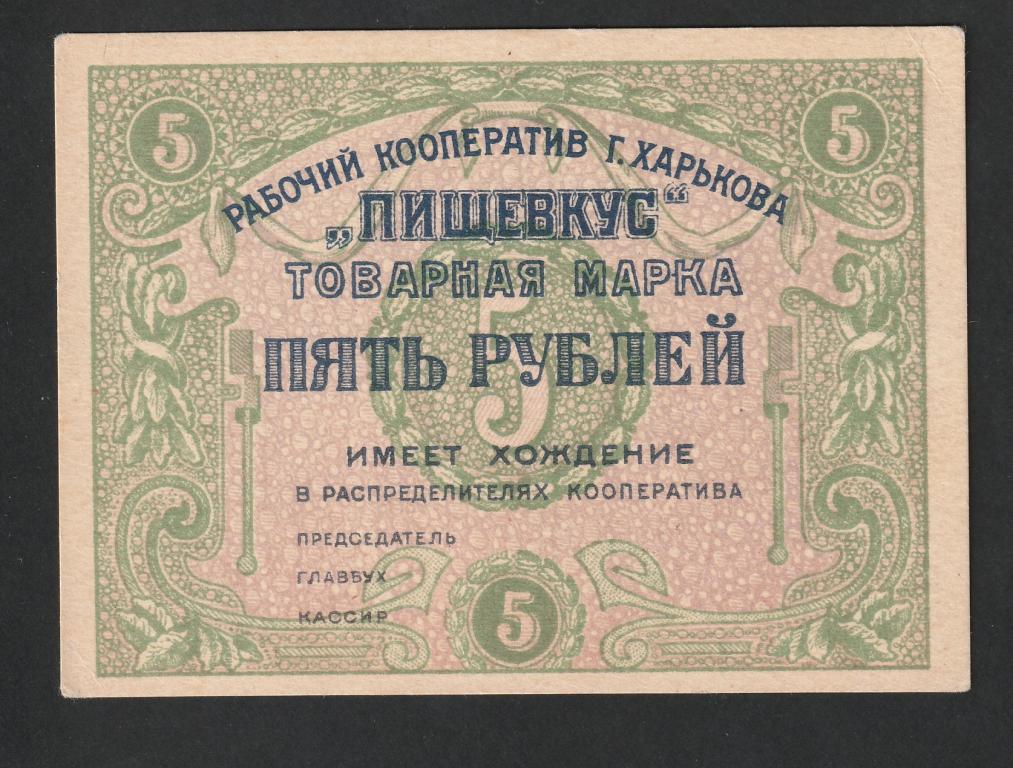 5 5
РАБОЧИЙ КООПЕРАТИВ Г. ХАРЬКОВА
„ПИЩЕВКУС“
ТОВАРНАЯ МАРКА
5
ПЯТЬ РУБЛЕЙ
ИМЕЕТ ХОЖДЕНИЕ
В РАСПРЕДЕЛИТЕЛЯХ КООПЕРАТИВА
ПРЕДСЕДАТЕЛЬ
ГЛАВБУХ
КАССИР
5